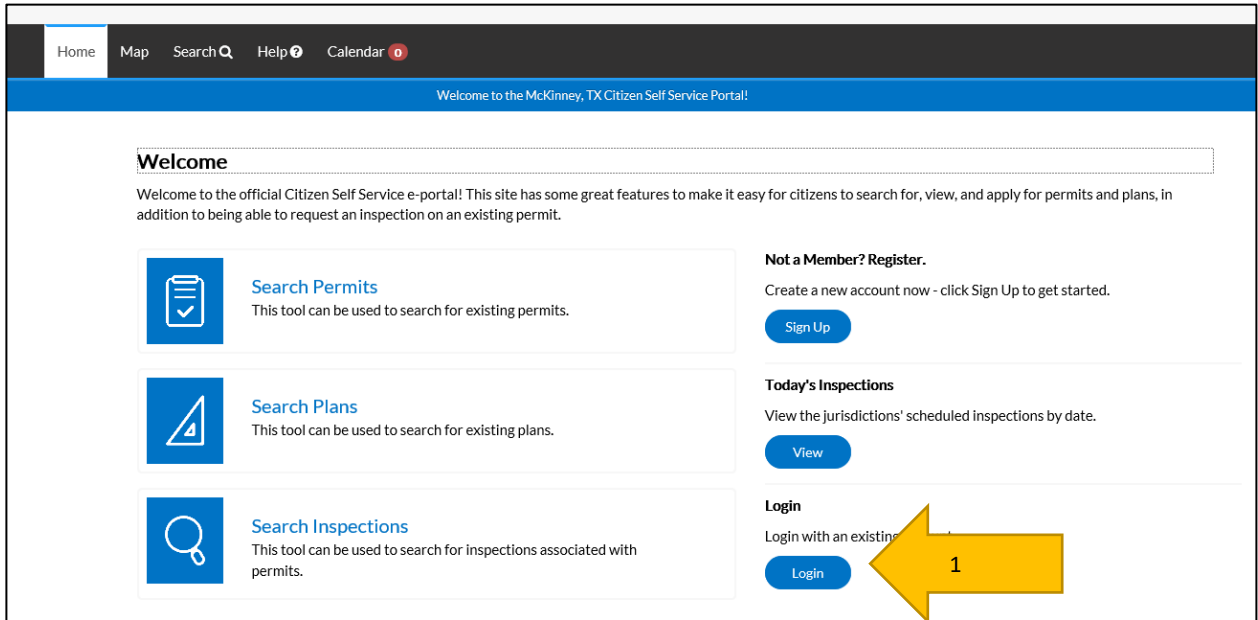 Home Map Search Help Calendar 0
Welcome to the McKinney, TX Citizen Self Service Portal!
Welcome
Welcome to the official Citizen Self Service e-portal! This site has some great features to make it easy for citizens to search for, view, and apply for permits and plans, in
addition to being able to request an inspection on an existing permit.
Search Permits
This tool can be used to search for existing permits.
Search Plans
This tool can be used to search for existing plans.
Search Inspections
This tool can be used to search for inspections associated with
permits.
Not a Member? Register.
Create a new account now - click Sign Up to get started.
Sign Up
Today's Inspections
View the jurisdictions' scheduled inspections by date.
View
Login
Login with an existing
Login
1